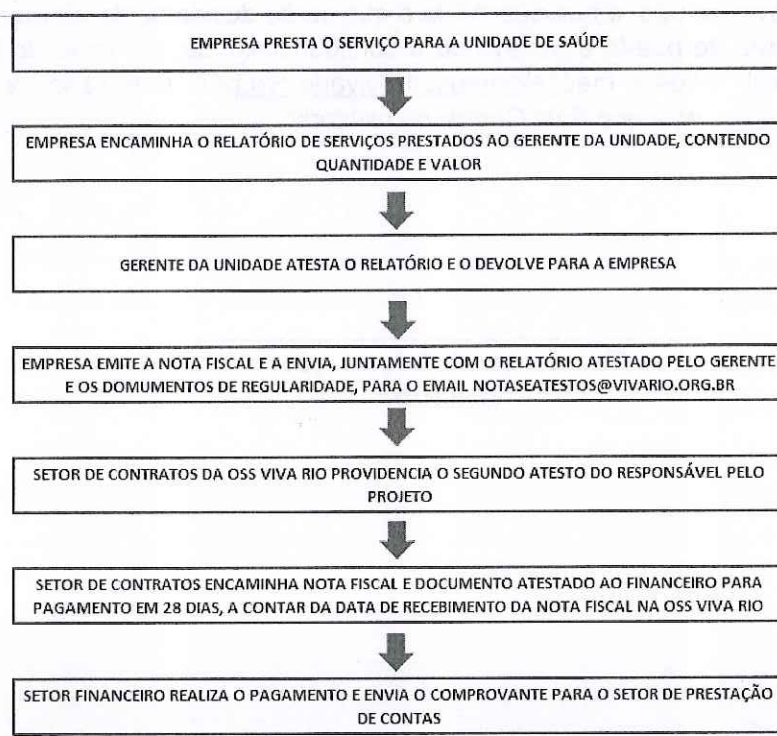 EMPRESA PRESTA O SERVIÇO PARA A UNIDADE DE SAÚDE
EMPRESA ENCAMINHA O RELATÓRIO DE SERVIÇOS PRESTADOS AO GERENTE DA UNIDADE, CONTENDO
QUANTIDADE E VALOR
GERENTE DA UNIDADE ATESTA O RELATÓRIO E O DEVOLVE PARA A EMPRESA
EMPRESA EMITE A NOTA FISCAL E A ENVIA, JUNTAMENTE COM O RELATÓRIO ATESTADO PELO GERENTE
E OS DOMUMENTOS DE REGULARIDADE, PARA O EMAIL NOTASEATESTOS@VIVARIO.ORG.BR
SETOR DE CONTRATOS DA OSS VIVA RIO PROVIDENCIA O SEGUNDO ATESTO DO RESPONSÁVEL PELO
PROJETO
SETOR DE CONTRATOS ENCAMINHA NOTA FISCAL E DOCUMENTO ATESTADO AO FINANCEIRO PARA
PAGAMENTO EM 28 DIAS, A CONTAR DA DATA DE RECEBIMENTO DA NOTA FISCAL NA OSS VIVA RIO
SETOR FINANCEIRO REALIZA O PAGAMENTO E ENVIA O COMPROVANTE PARA O SETOR DE PRESTAÇÃO
DE CONTAS